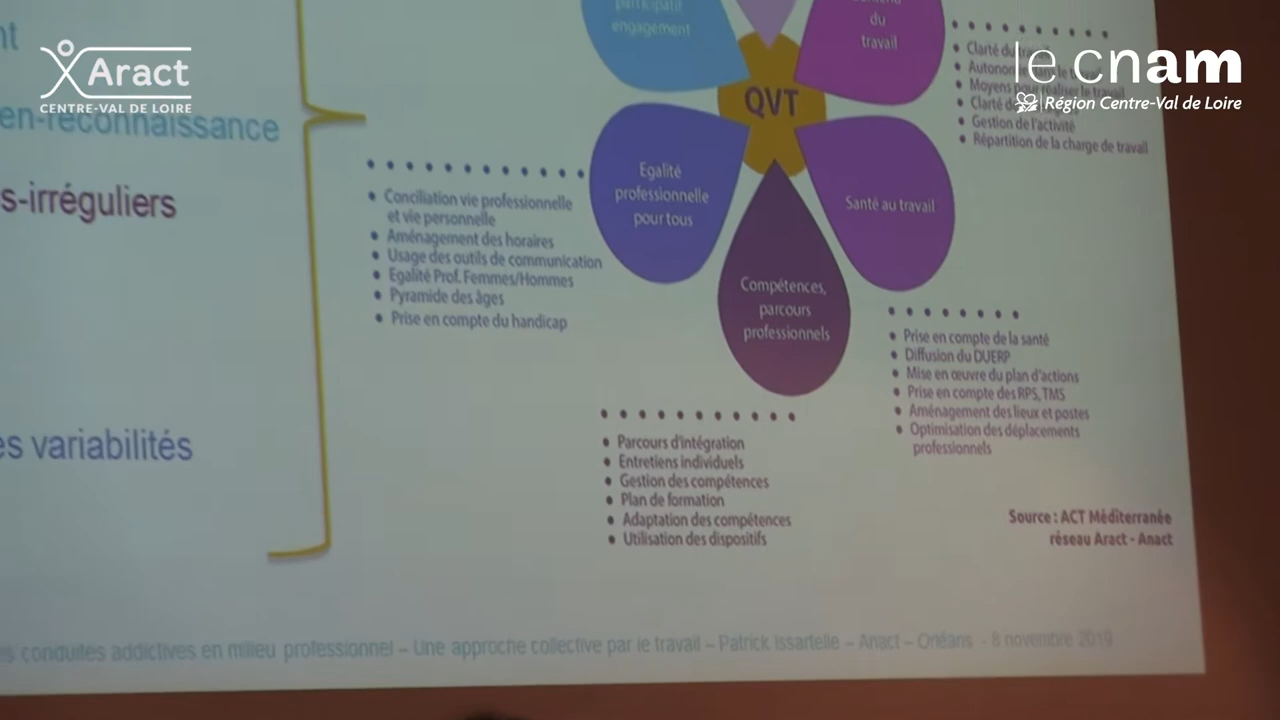 Aract
CENTRE-VAL DE LOIRE
le cnam
Région Centre-Val de Loire
nt
en-reconnaissance
s-irréguliers
es variabilités
participatif
engagement
du
travail
QVT
Egalité
professionnelle
pour tous
Santé au travail
Compétences,
parcours
professionnels
Clarté du
Moyens pour réaliser le travail
Clarté
Gestion de l'activité
Répartition de la charge de travail
Conciliation vie professionnelle
et vie personnelle
Aménagement des horaires
Usage des outils de communication
Egalité Prof. Femmes/Hommes
Pyramide des âges
Prise en compte du handicap
Prise en compte de la santé
Diffusion du DUERP
Mise en œuvre du plan d'actions
Prise en compte des RPS, TMS
Aménagement des lieux et postes
Optimisation des déplacements
professionnels
Parcours d'intégration
Entretiens individuels
Gestion des compétences
Plan de formation
Adaptation des compétences
Utilisation des dispositifs
Source : ACT Méditerranée
réseau Aract - Anact
s conduites addictives en milieu professionnel – Une approche collective par le travail – Patrick Issartelle – Anact – Orléans - 8 novembre 2019